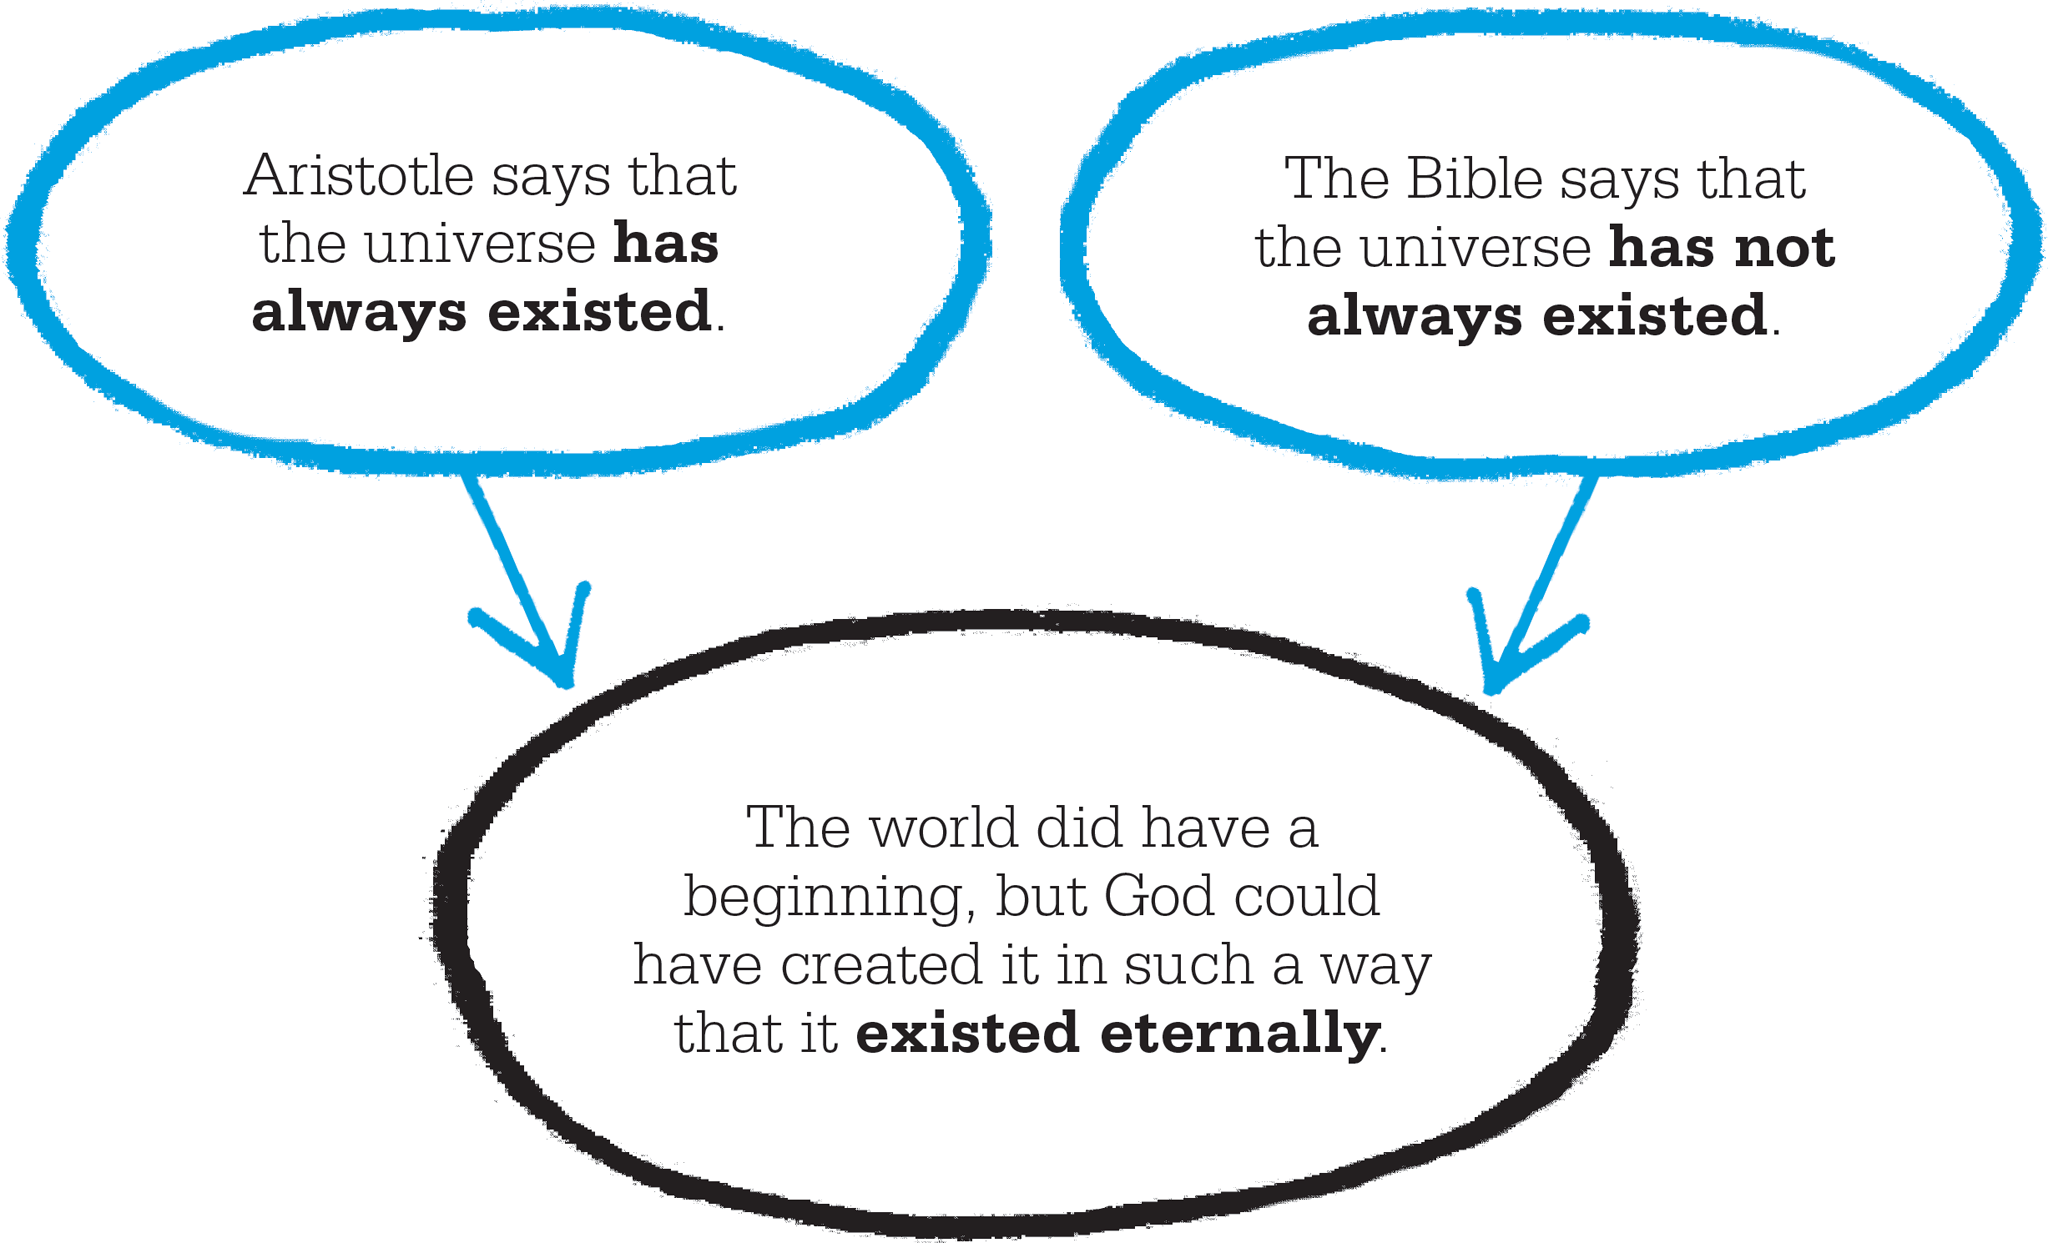 Aristotle says that
the universe has
always existed.
The Bible says that
the universe has not
always existed.
The world did have a
beginning, but God could
have created it in such a way
that it existed eternally.